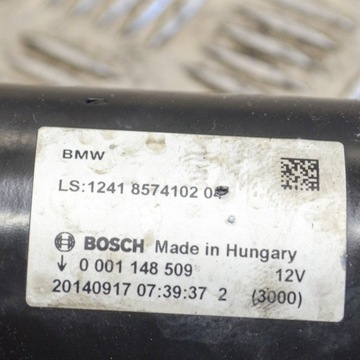 BMW
LS:1241 8574102
BOSCH Made in Hungary
↓ 0 001 148 509 12V
20140917 07:39:37 2 (3000)